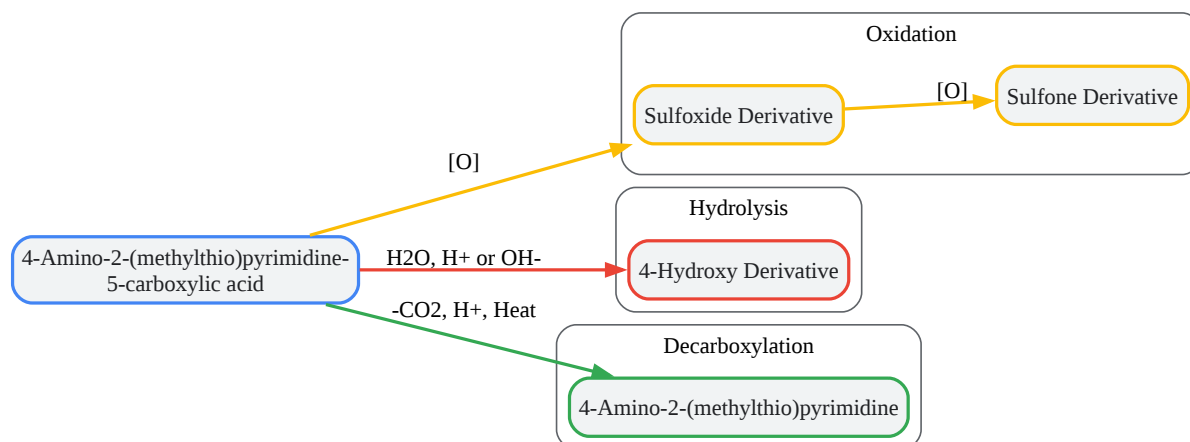 Oxidation
Sulfoxide Derivative
[O]
Sulfone Derivative
[O]
Hydrolysis
4-Amino-2-(methylthio)pyrimidine-
5-carboxylic acid
H2O, H+ or OH-
4-Hydroxy Derivative
-CO2, H+, Heat
Decarboxylation
4-Amino-2-(methylthio)pyrimidine